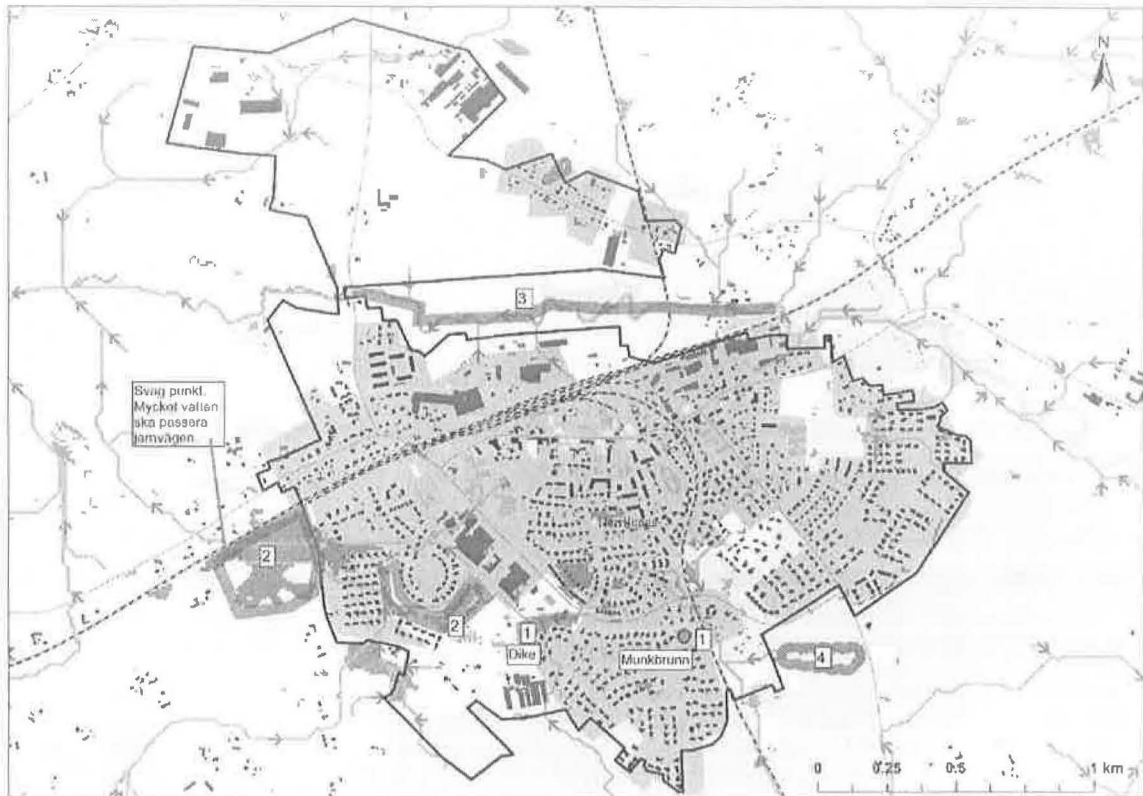 N
3
Svag punkt.
Mycket vatten
ska passera
järnvägen
2
2
1
Dike
Munkbrunn
1
4
0
0.25
0.5
1 km